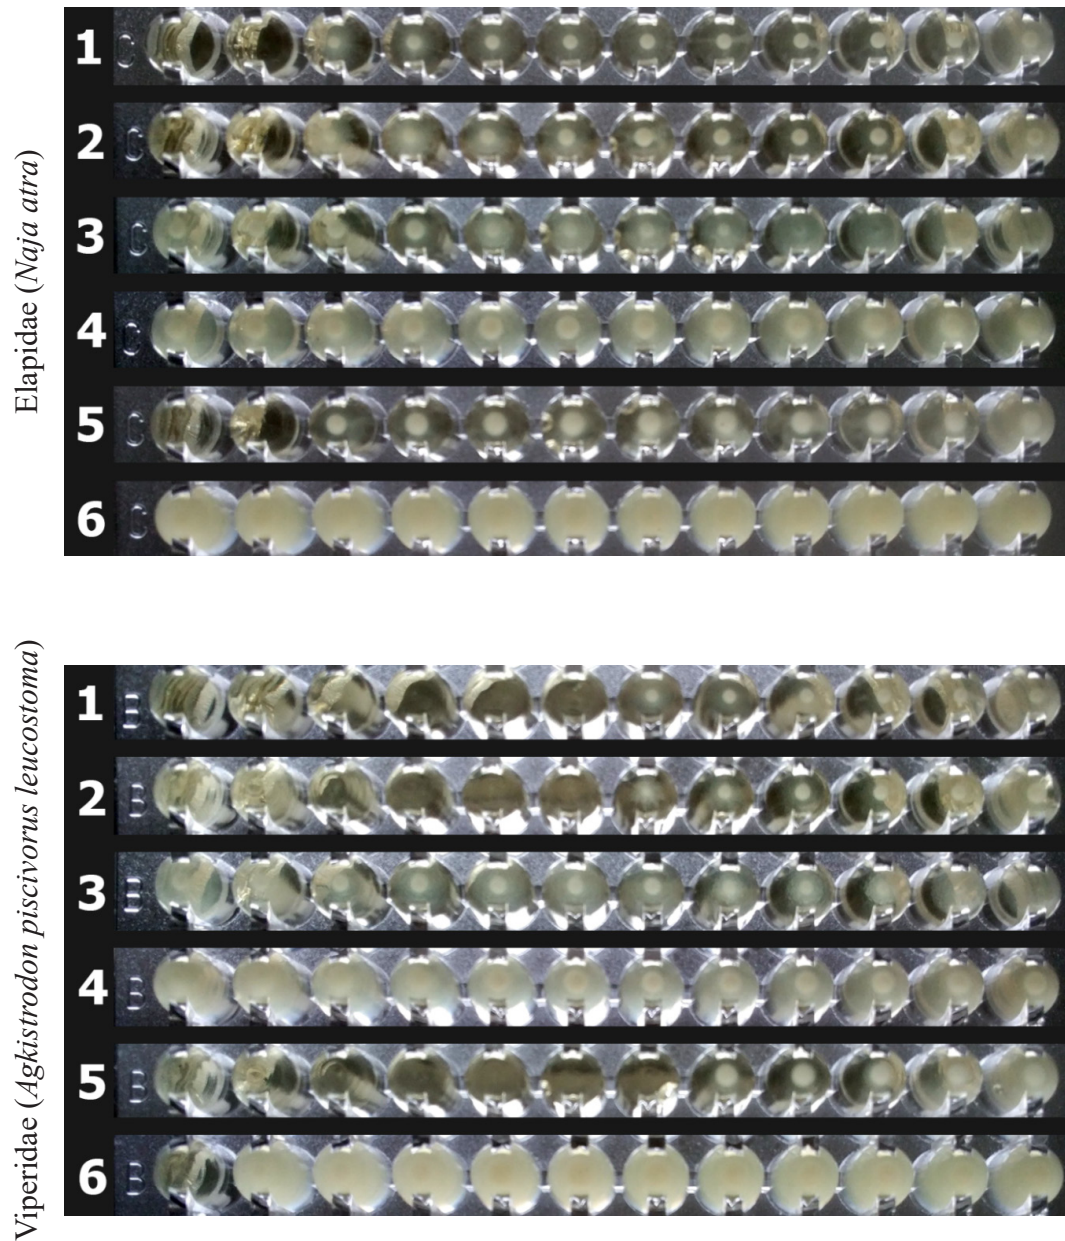 Elapidae (Naja atra)
1 C
2 C
3 C
4 C
5 C
6 C
Viperidae (Agkistrodon piscivorus leucostoma)
1 E
2 B
3 E
4 B
5 B
6 B